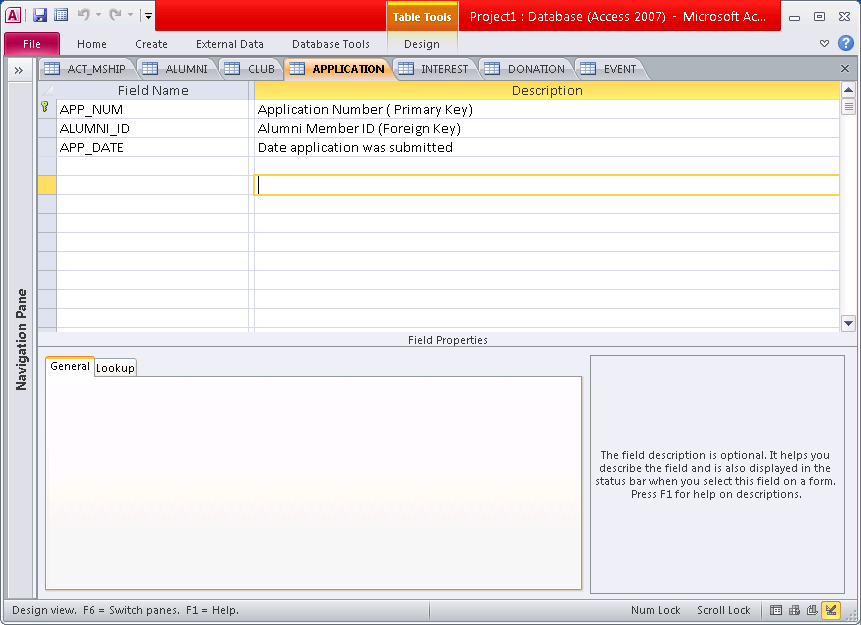 Table Tools
Project1 : Database (Access 2007) - Microsoft Ac...
File Home Create External Data Database Tools Design
ACT_MSHIP ALUMNI CLUB APPLICATION INTEREST DONATION EVENT
Field Name Description
APP_NUM Application Number ( Primary Key)
ALUMNI_ID Alumni Member ID (Foreign Key)
APP_DATE Date application was submitted
Navigation Pane
Field Properties
General Lookup
The field description is optional. It helps you
describe the field and is also displayed in the
status bar when you select this field on a form.
Press F1 for help on descriptions.
Design view. F6 = Switch panes. F1 = Help. Num Lock Scroll Lock